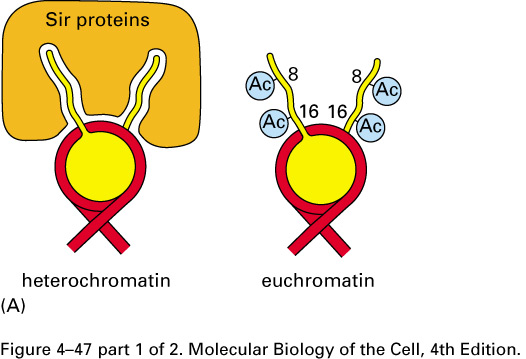 Sir proteins
8 8
Ac Ac
16 16
Ac Ac
heterochromatin euchromatin
(A)
Figure 4–47 part 1 of 2. Molecular Biology of the Cell, 4th Edition.